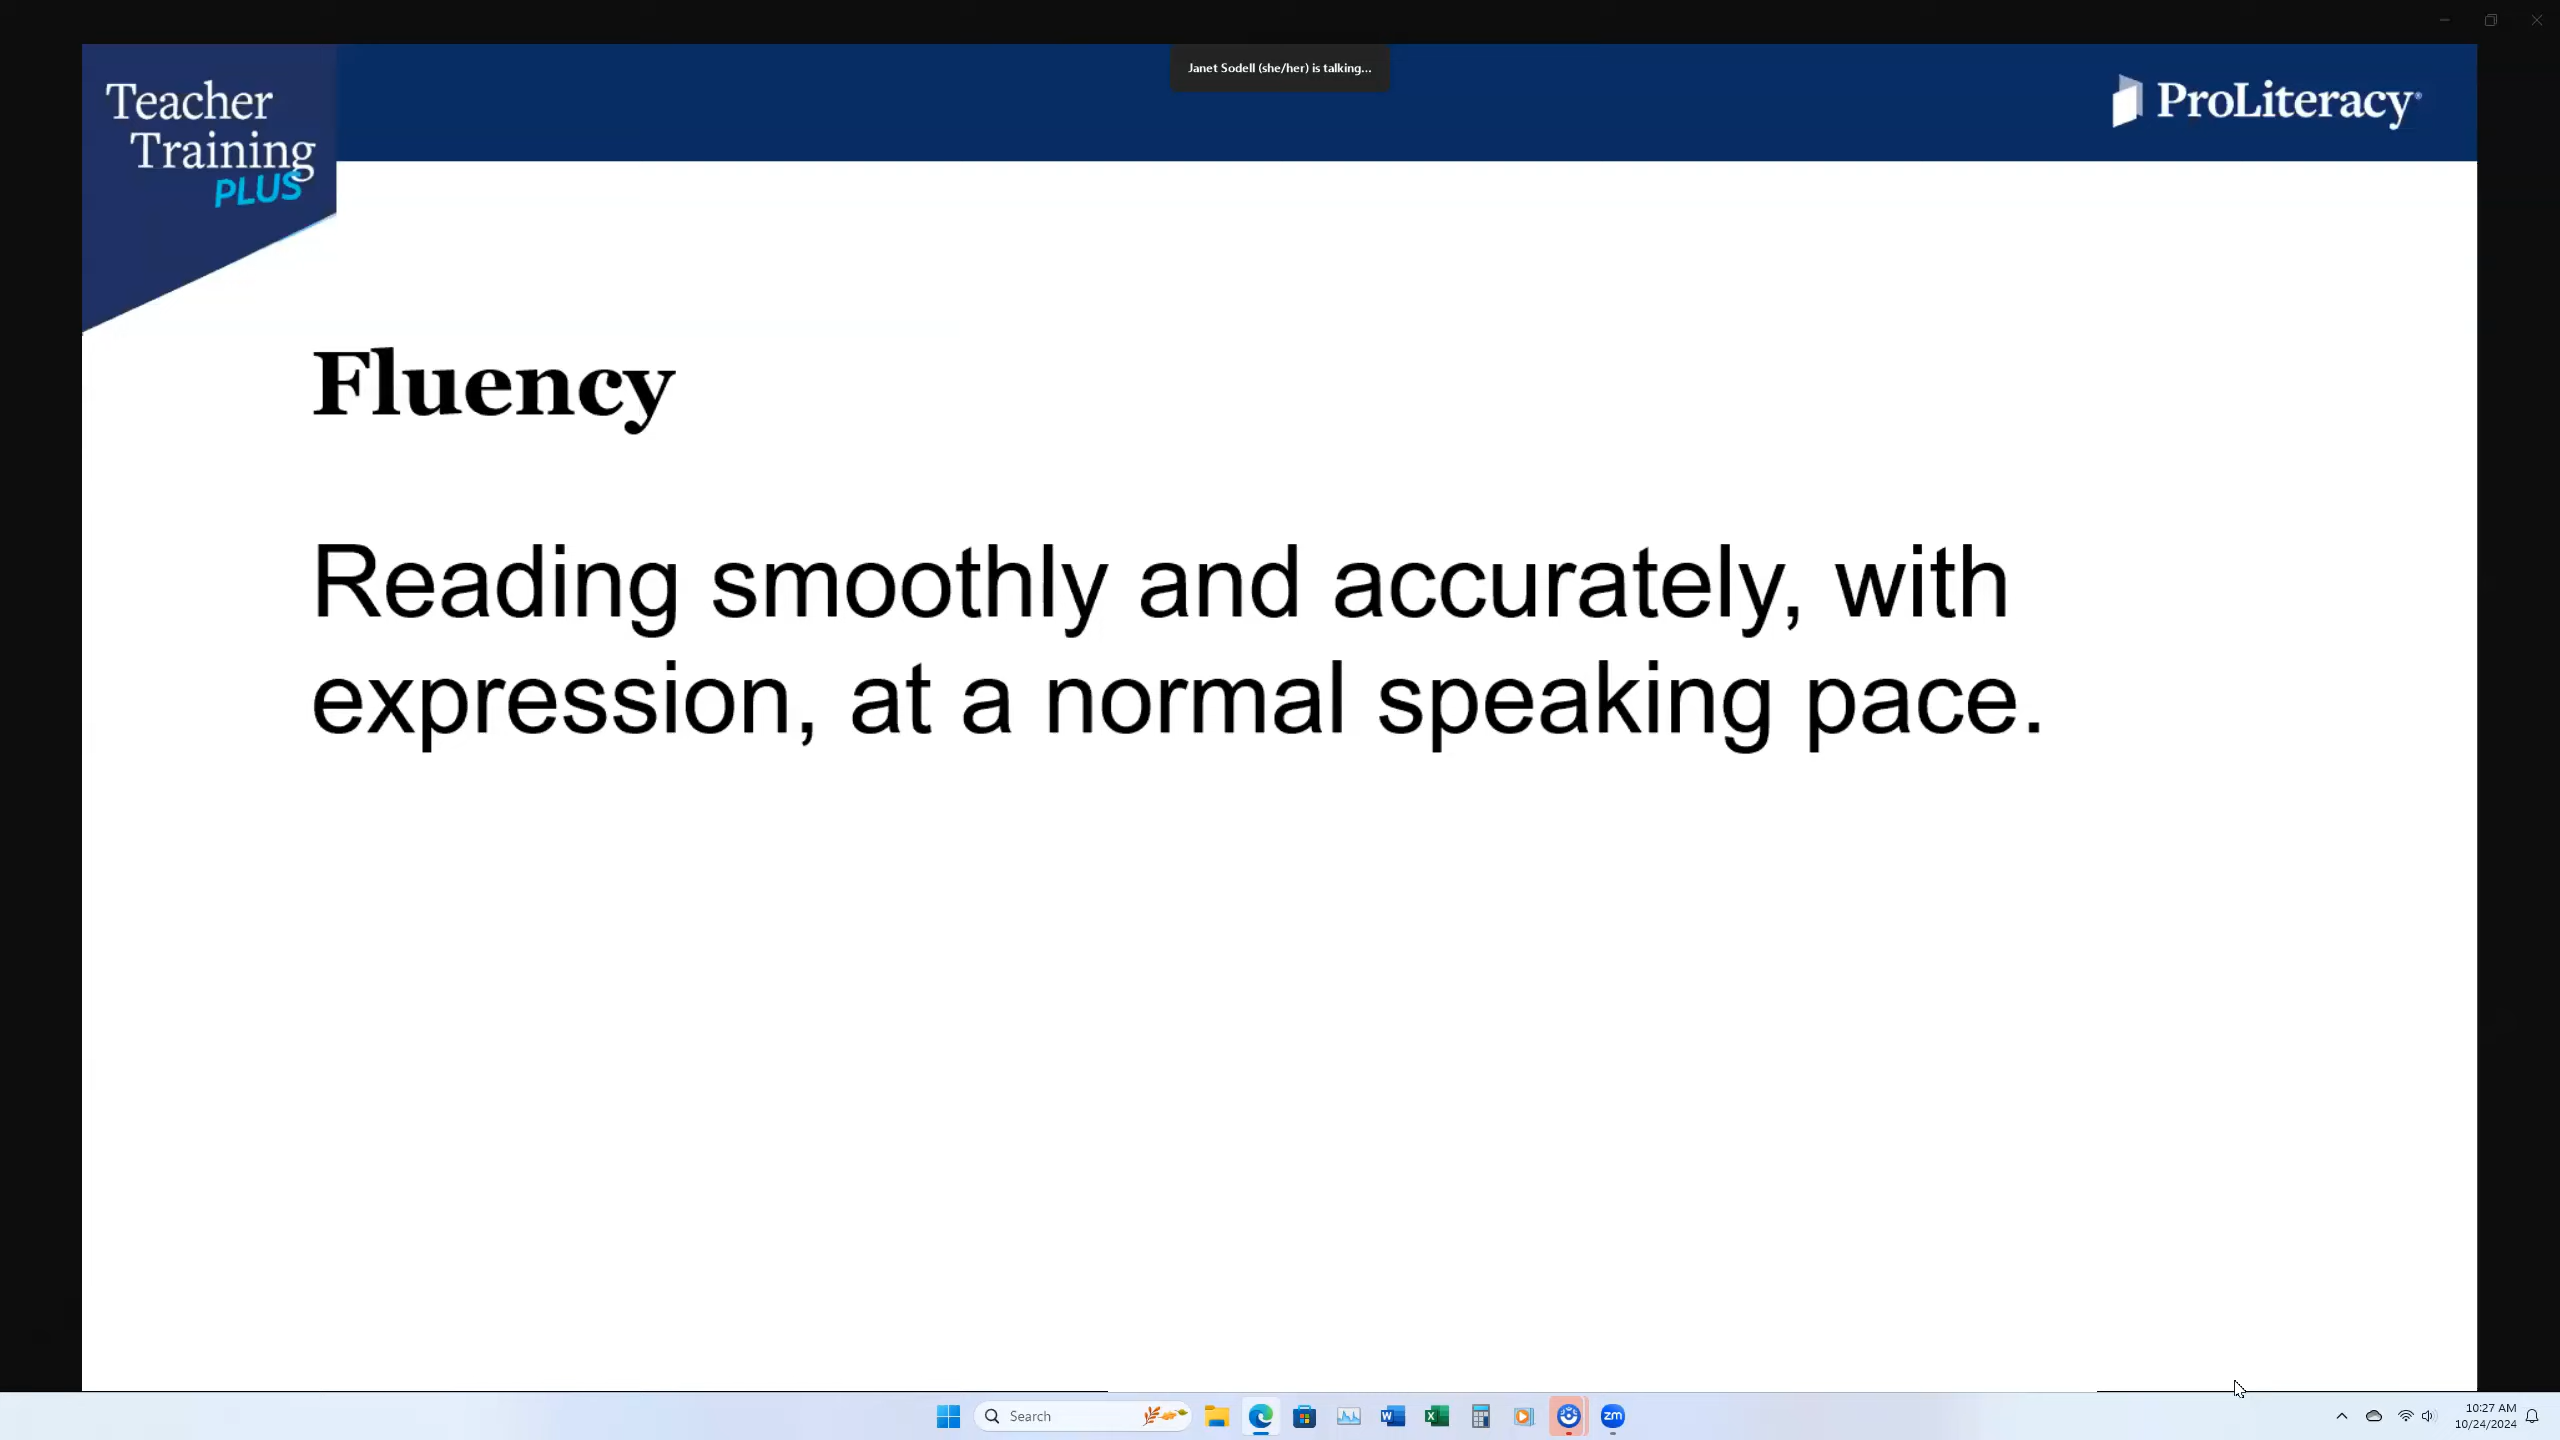 Janet Sodell (she/her) is talking...
Teacher
Training
PLUS
ProLiteracy®
Fluency
Reading smoothly and accurately, with
expression, at a normal speaking pace.
Search
W
X
zm
10:27 AM
10/24/2024